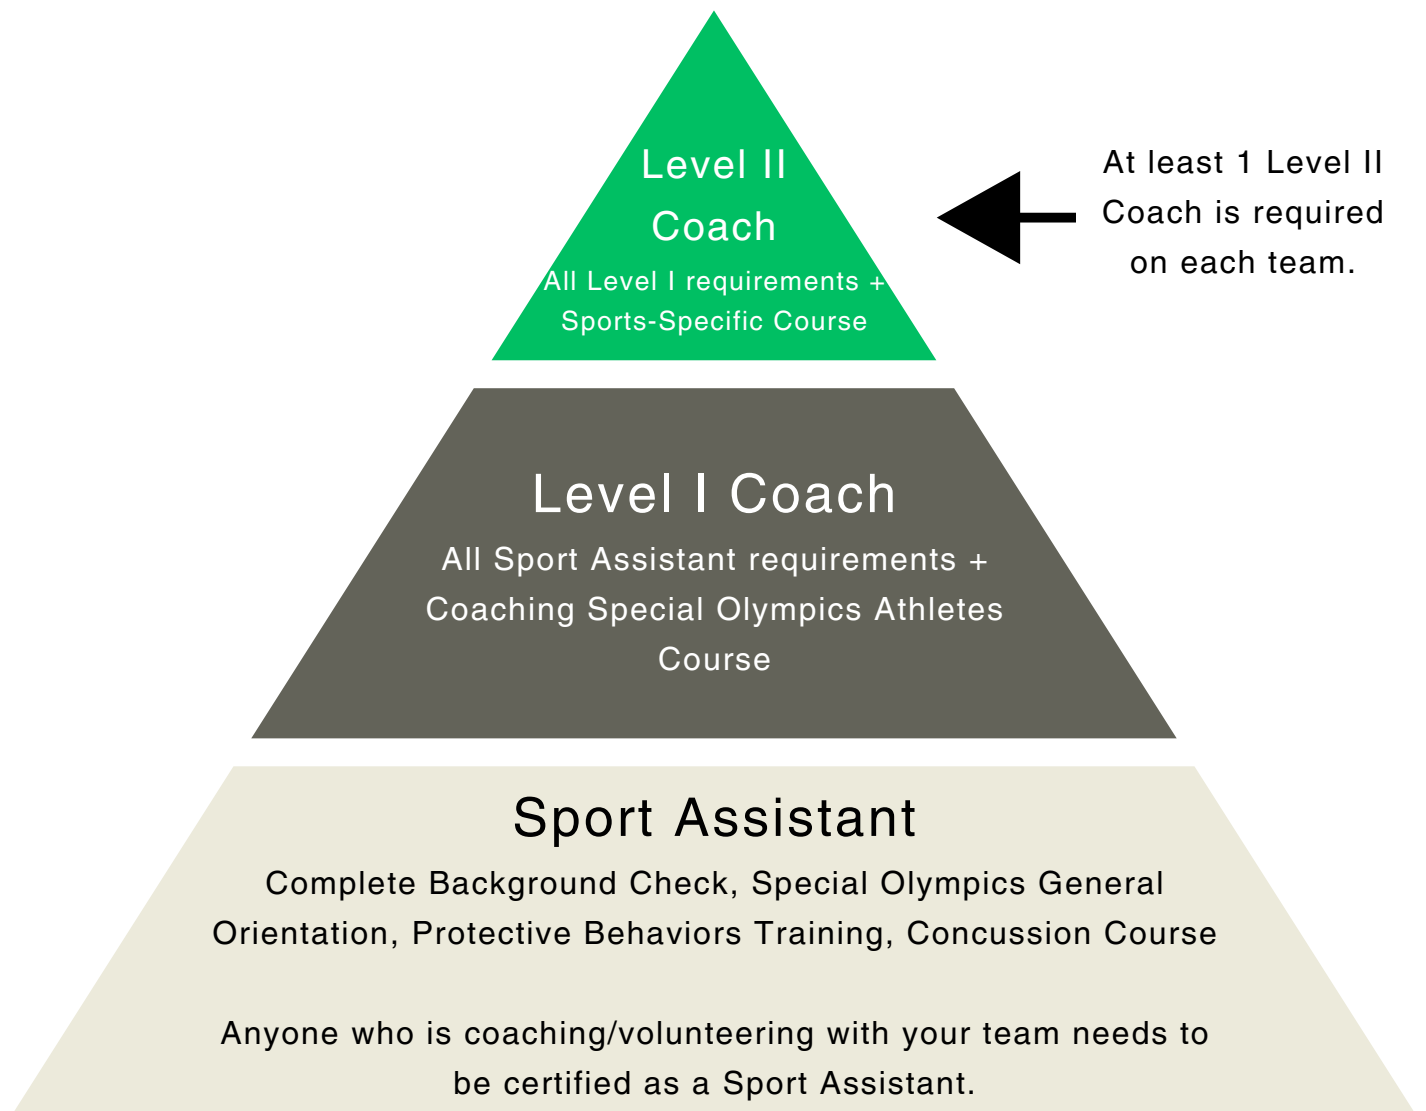 Level II
Coach
All Level I requirements +
Sports-Specific Course
At least 1 Level II
Coach is required
on each team.
Level I Coach
All Sport Assistant requirements +
Coaching Special Olympics Athletes
Course
Sport Assistant
Complete Background Check, Special Olympics General
Orientation, Protective Behaviors Training, Concussion Course
Anyone who is coaching/volunteering with your team needs to
be certified as a Sport Assistant.